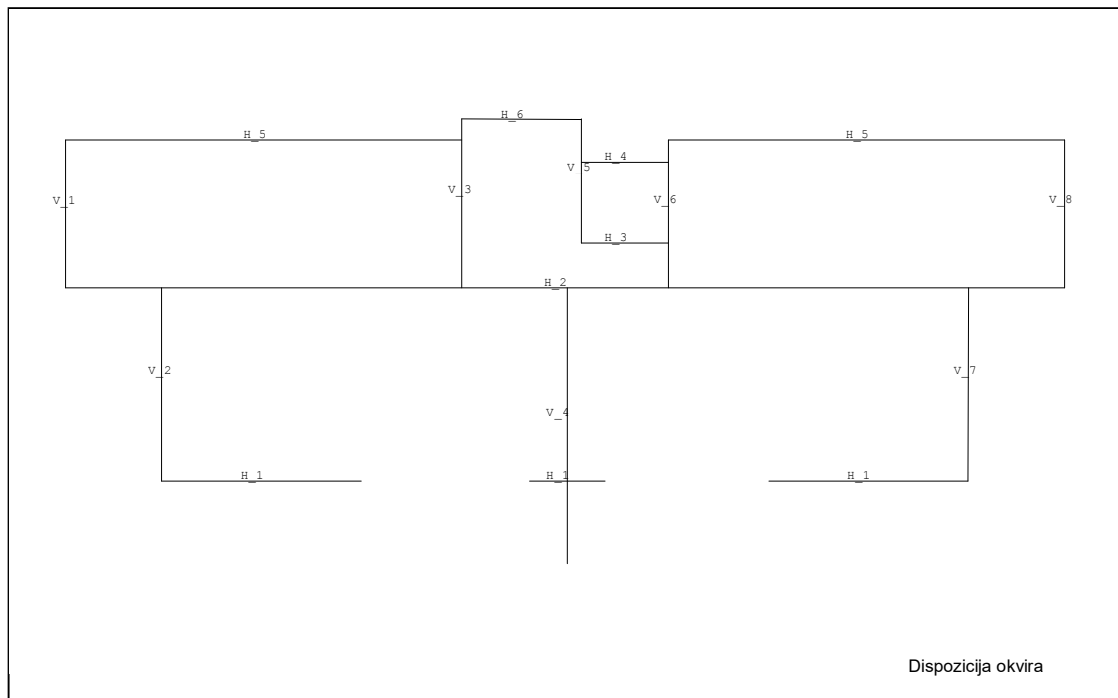 H_6
H_5
H_5
H_4
V_5
V_3
V_1
V_6
V_8
H_3
H_2
V_2
V_7
V_4
H_1
H_1
H_1
Dispozicija okvira